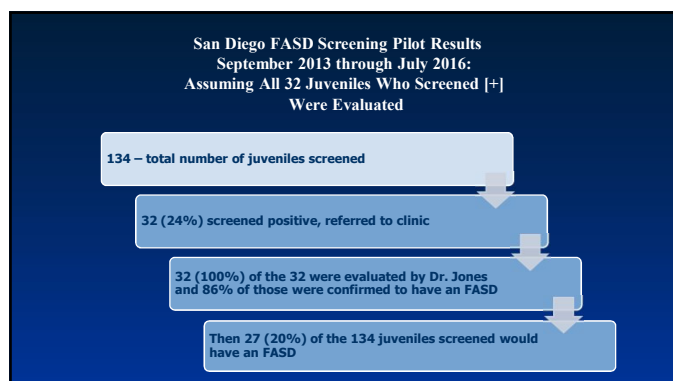 San Diego FASD Screening Pilot Results
September 2013 through July 2016:
Assuming All 32 Juveniles Who Screened [+]
Were Evaluated
134 – total number of juveniles screened
32 (24%) screened positive, referred to clinic
32 (100%) of the 32 were evaluated by Dr. Jones
and 86% of those were confirmed to have an FASD
Then 27 (20%) of the 134 juveniles screened would
have an FASD